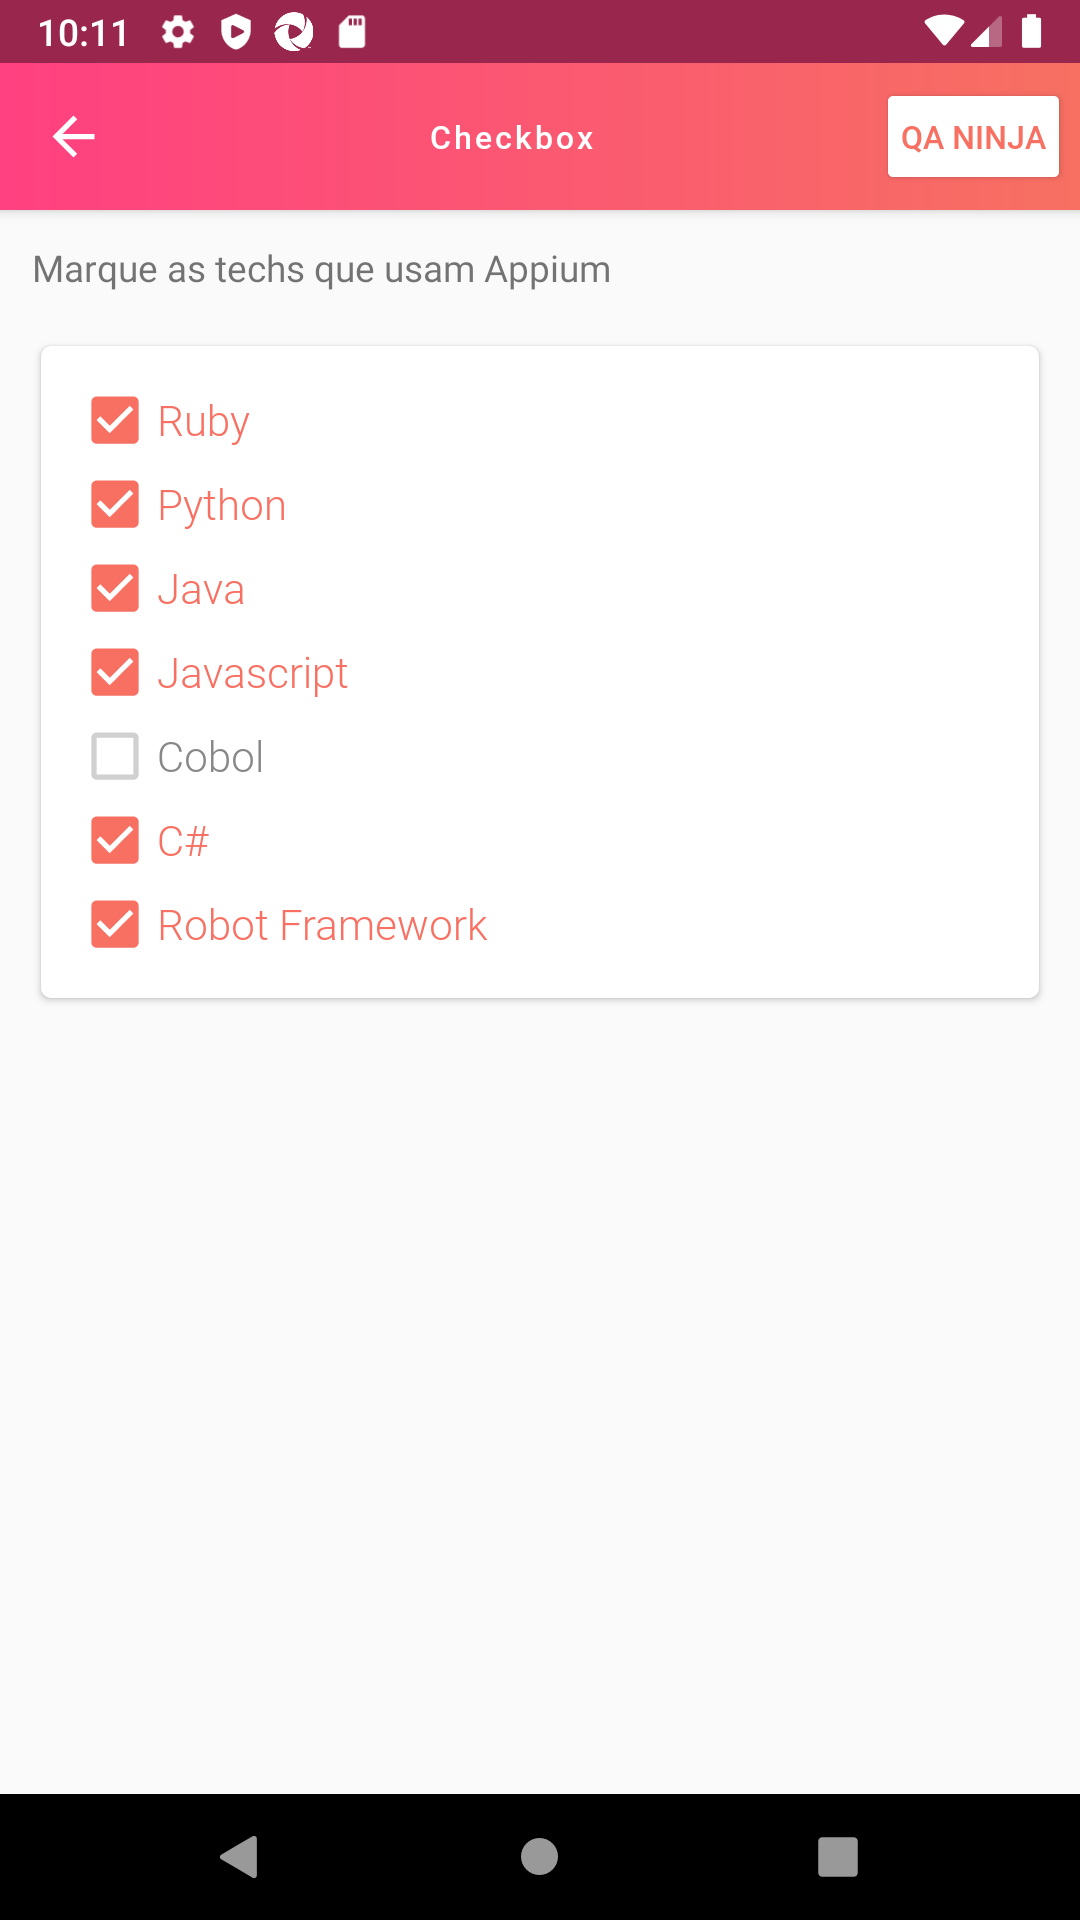 10:11
Checkbox
QA NINJA
Marque as techs que usam Appium
Ruby
Python
Java
Javascript
Cobol
C#
Robot Framework